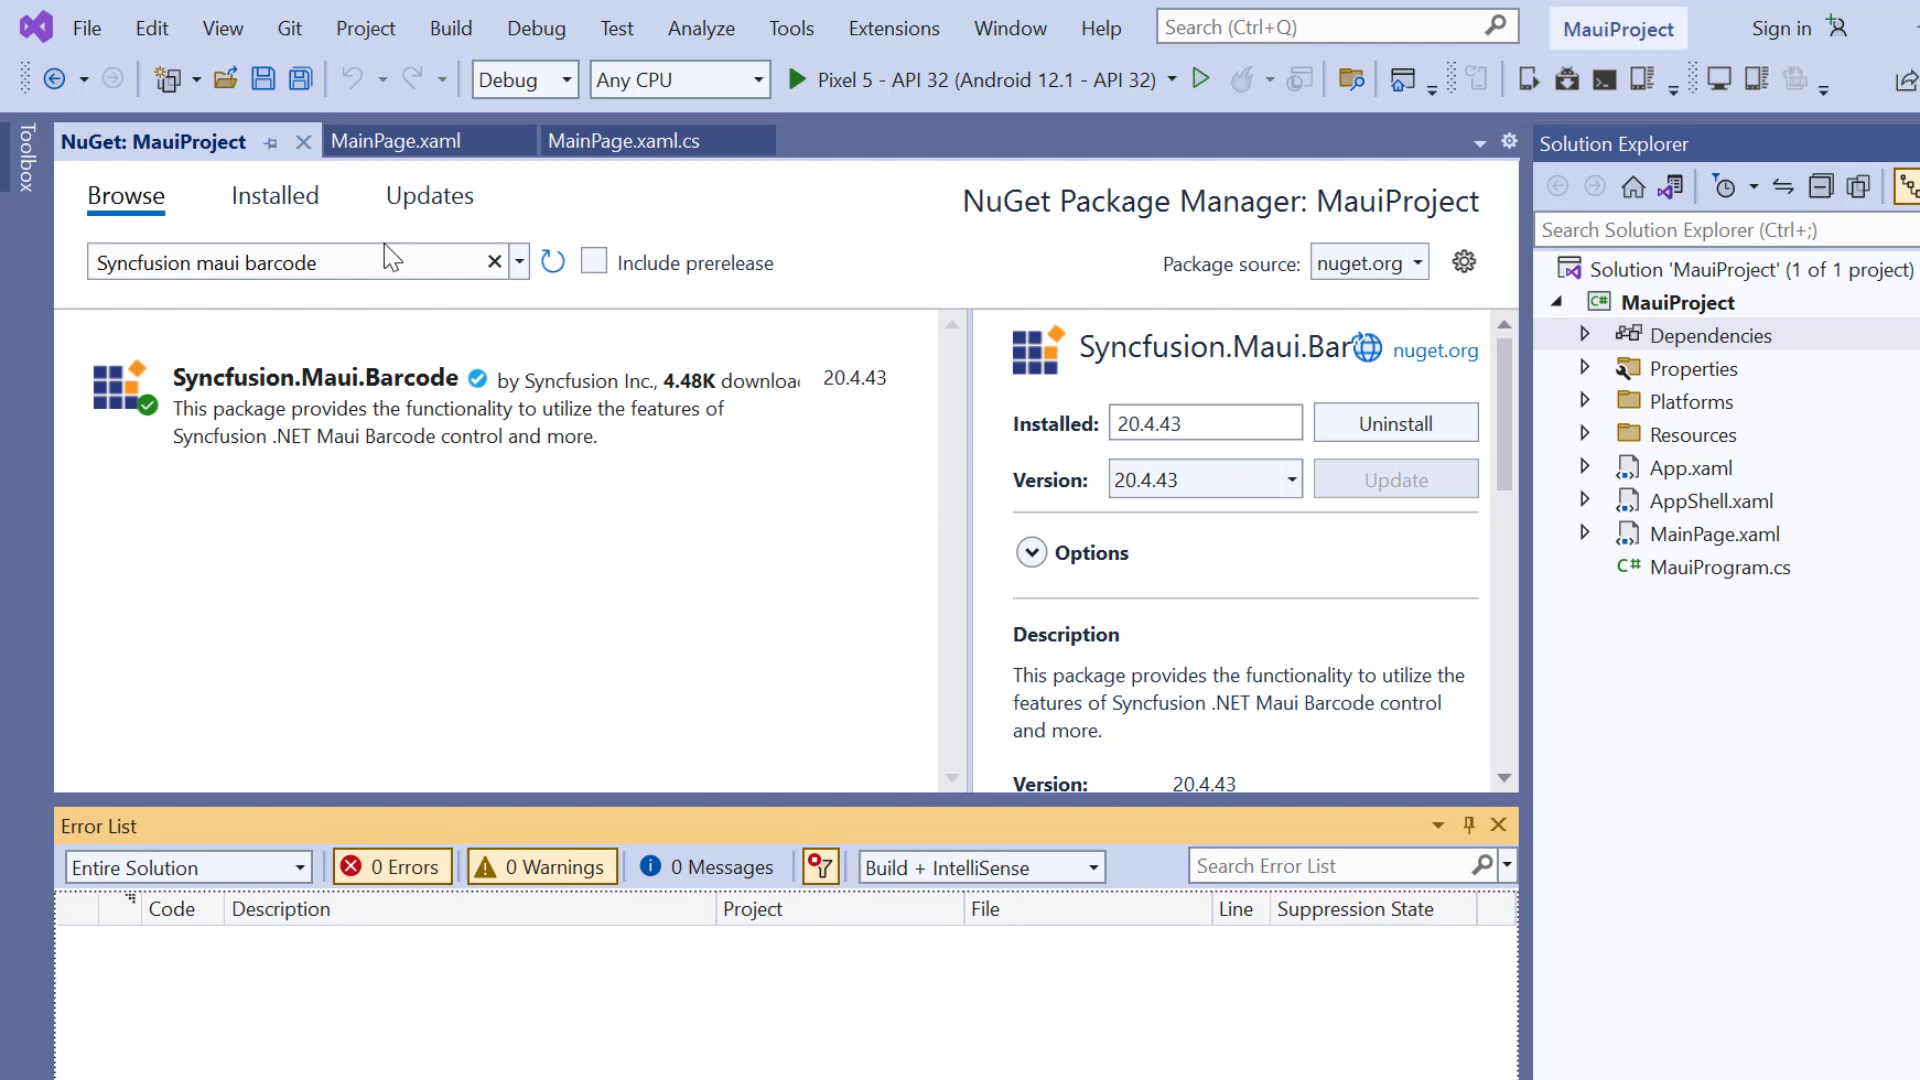 File Edit View Git Project Build Debug Test Analyze Tools Extensions Window Help Search (Ctrl+Q) MauiProject Sign in
Debug Any CPU Pixel 5 - API 32 (Android 12.1 - API 32)
Toolbox
NuGet: MauiProject MainPage.xaml MainPage.xaml.cs
Browse Installed Updates
NuGet Package Manager: MauiProject
Syncfusion maui barcode
Include prerelease
Package source: nuget.org
Syncfusion.Maui.Barcode by Syncfusion Inc., 4.48K downloa 20.4.43
This package provides the functionality to utilize the features of
Syncfusion .NET Maui Barcode control and more.
Syncfusion.Maui.Bar nuget.org
Installed: 20.4.43 Uninstall
Version: 20.4.43 Update
Options
Description
This package provides the functionality to utilize the
features of Syncfusion .NET Maui Barcode control
and more.
Version: 20.4.43
Error List
Entire Solution 0 Errors 0 Warnings 0 Messages Build + IntelliSense Search Error List
Code Description Project File Line Suppression State
Solution Explorer
Search Solution Explorer (Ctrl+;)
Solution 'MauiProject' (1 of 1 project)
C# MauiProject
Dependencies
Properties
Platforms
Resources
App.xaml
AppShell.xaml
MainPage.xaml
C# MauiProgram.cs